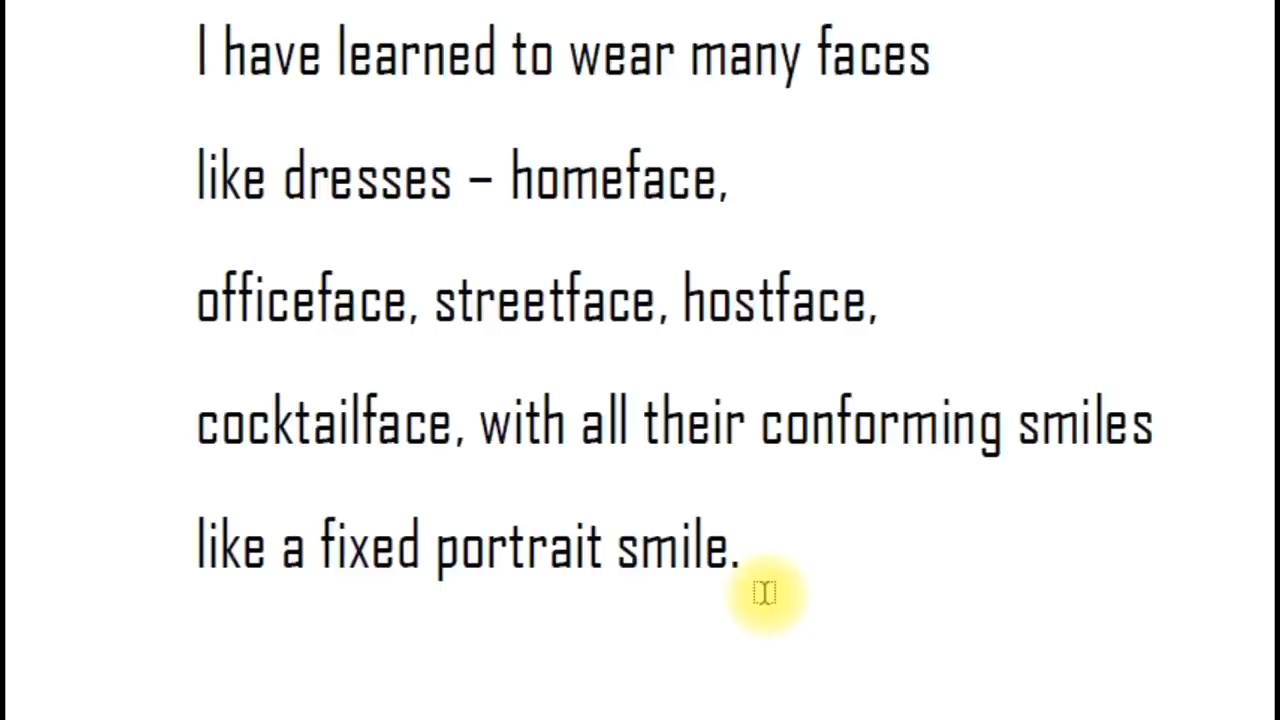 I have learned to wear many faces
like dresses – homeface,
officeface, streetface, hostface,
cocktailface, with all their conforming smiles
like a fixed portrait smile.